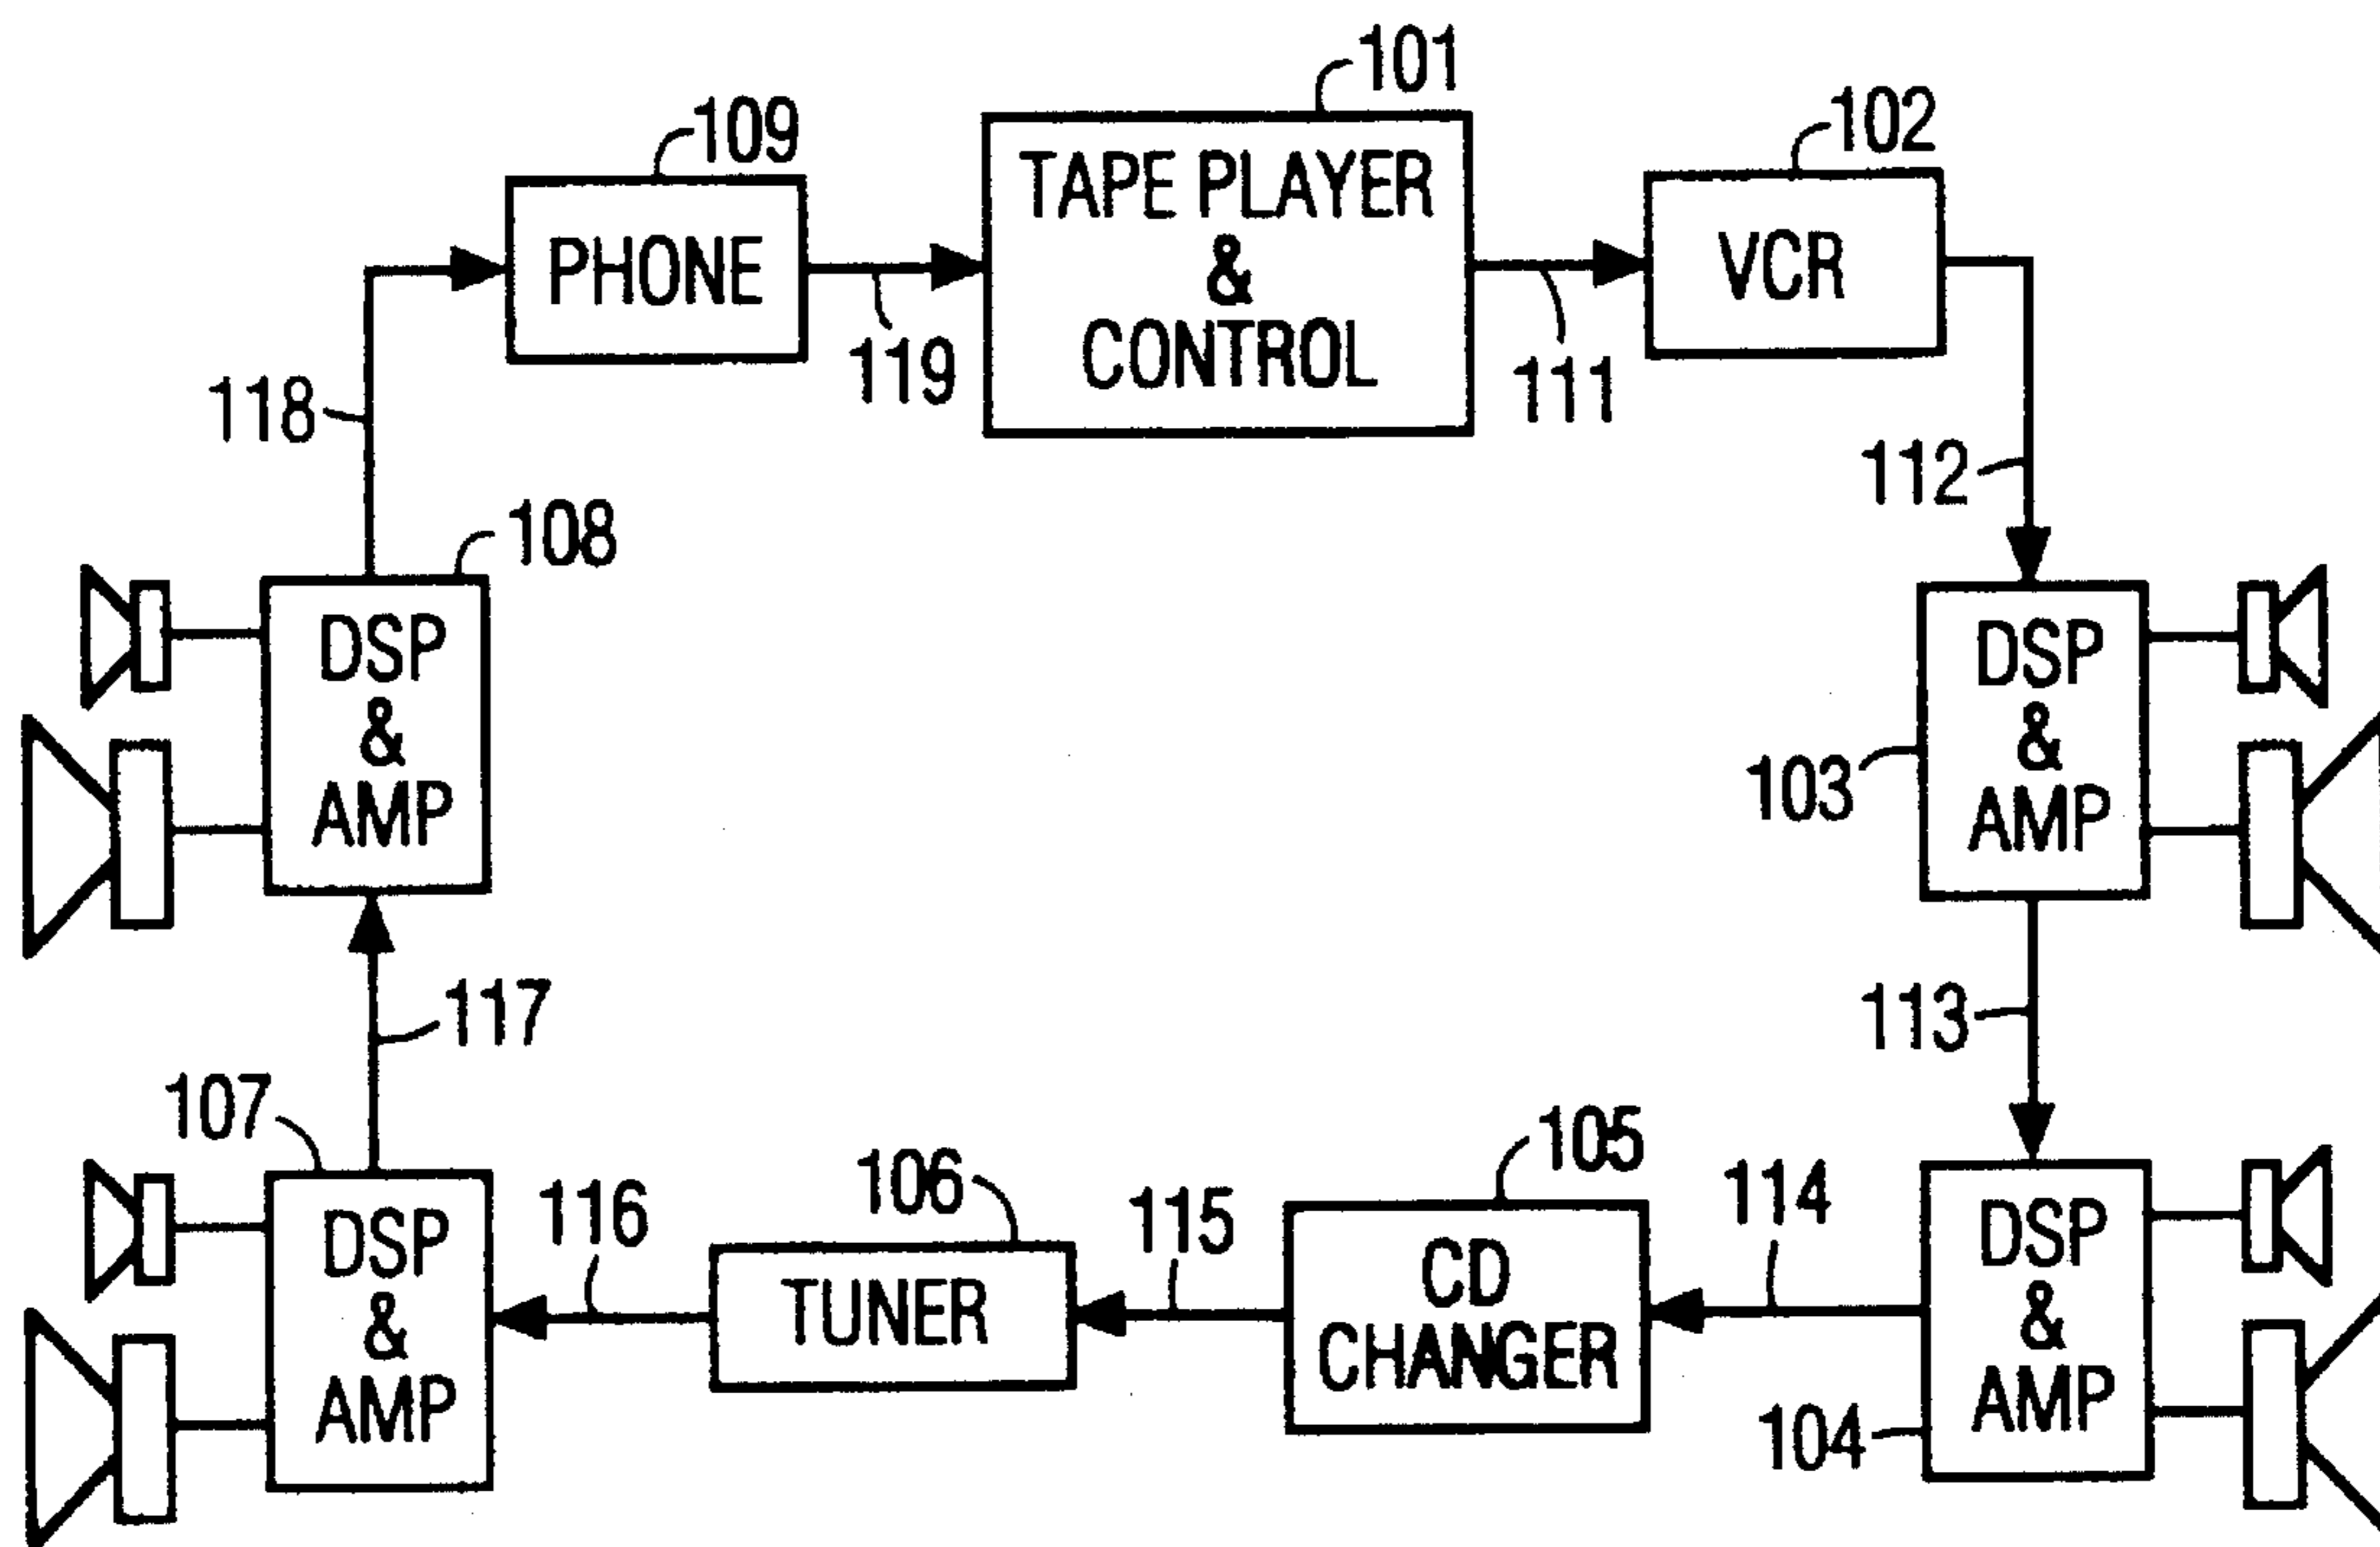 101
109
102
TAPE PLAYER
&
CONTROL
PHONE
VCR
119
111
118
112
108
DSP
&
AMP
DSP
&
AMP
103
117
113
107
106
105
116
115
114
DSP
&
AMP
TUNER
CD
CHANGER
DSP
&
AMP
104